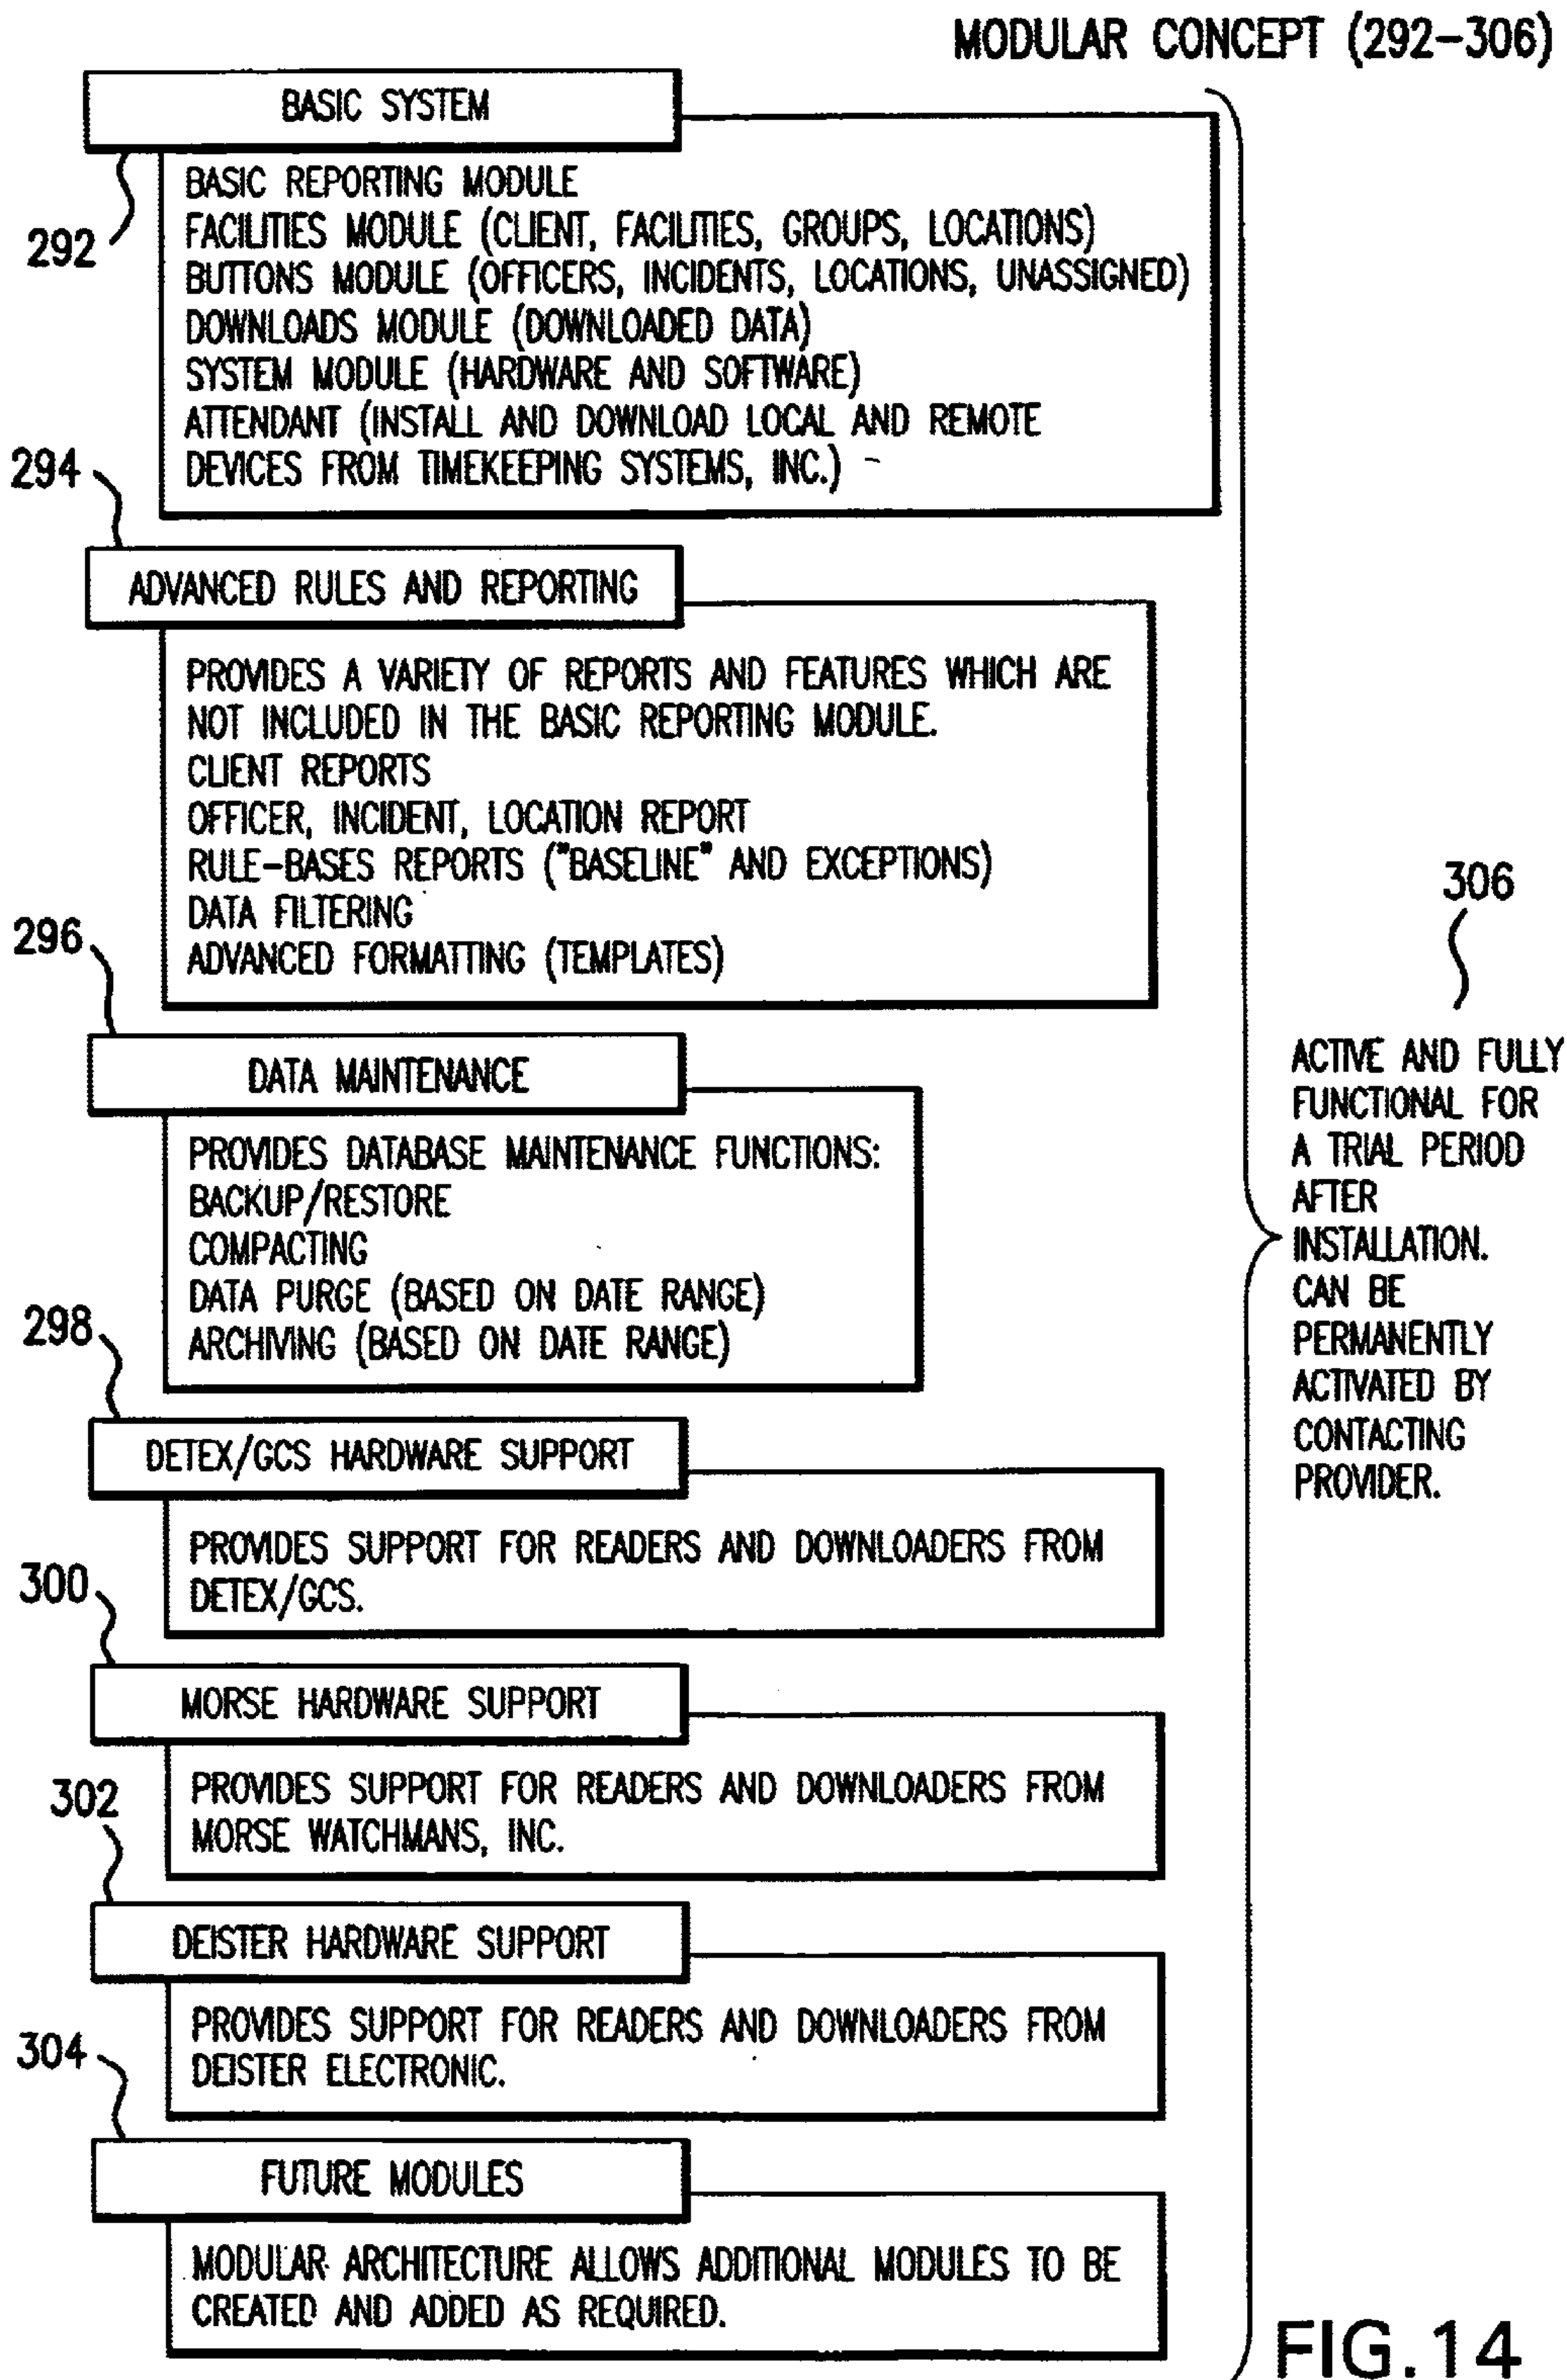 MODULAR CONCEPT (292-306)
BASIC SYSTEM
292
BASIC REPORTING MODULE
FACILITIES MODULE (CLIENT, FACILITIES, GROUPS, LOCATIONS)
BUTTONS MODULE (OFFICERS, INCIDENTS, LOCATIONS, UNASSIGNED)
DOWNLOADS MODULE (DOWNLOADED DATA)
SYSTEM MODULE (HARDWARE AND SOFTWARE)
ATTENDANT (INSTALL AND DOWNLOAD LOCAL AND REMOTE
DEVICES FROM TIMEKEEPING SYSTEMS, INC.)
294
ADVANCED RULES AND REPORTING
PROVIDES A VARIETY OF REPORTS AND FEATURES WHICH ARE
NOT INCLUDED IN THE BASIC REPORTING MODULE.
CLIENT REPORTS
OFFICER, INCIDENT, LOCATION REPORT
RULE-BASES REPORTS ("BASELINE" AND EXCEPTIONS)
DATA FILTERING
ADVANCED FORMATTING (TEMPLATES)
296
DATA MAINTENANCE
PROVIDES DATABASE MAINTENANCE FUNCTIONS:
BACKUP/RESTORE
COMPACTING
DATA PURGE (BASED ON DATE RANGE)
ARCHIVING (BASED ON DATE RANGE)
298
DETEX/GCS HARDWARE SUPPORT
PROVIDES SUPPORT FOR READERS AND DOWNLOADERS FROM
DETEX/GCS.
300
MORSE HARDWARE SUPPORT
PROVIDES SUPPORT FOR READERS AND DOWNLOADERS FROM
MORSE WATCHMANS, INC.
302
DEISTER HARDWARE SUPPORT
PROVIDES SUPPORT FOR READERS AND DOWNLOADERS FROM
DEISTER ELECTRONIC.
304
FUTURE MODULES
MODULAR ARCHITECTURE ALLOWS ADDITIONAL MODULES TO BE
CREATED AND ADDED AS REQUIRED.
306
ACTIVE AND FULLY
FUNCTIONAL FOR
A TRIAL PERIOD
AFTER
INSTALLATION.
CAN BE
PERMANENTLY
ACTIVATED BY
CONTACTING
PROVIDER.
FIG.14